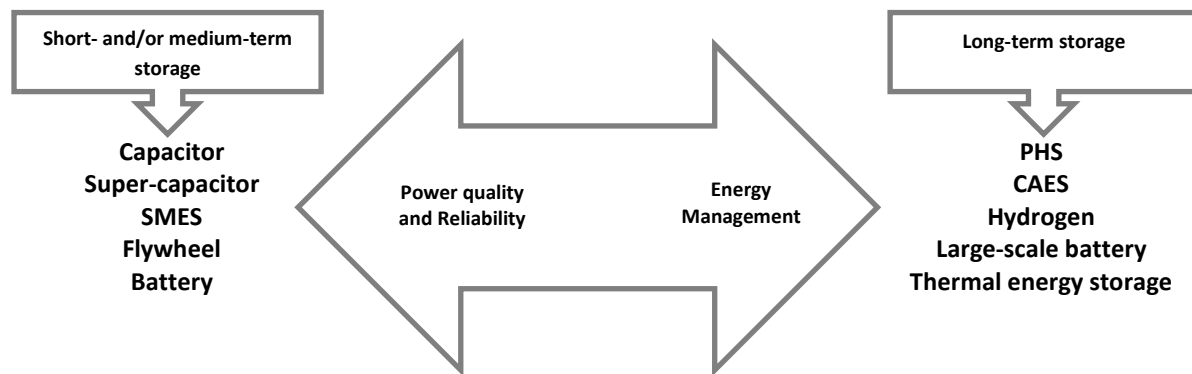 Short- and/or medium-term
storage
Capacitor
Super-capacitor
SMES
Flywheel
Battery
Power quality
and Reliability
Energy
Management
Long-term storage
PHS
CAES
Hydrogen
Large-scale battery
Thermal energy storage